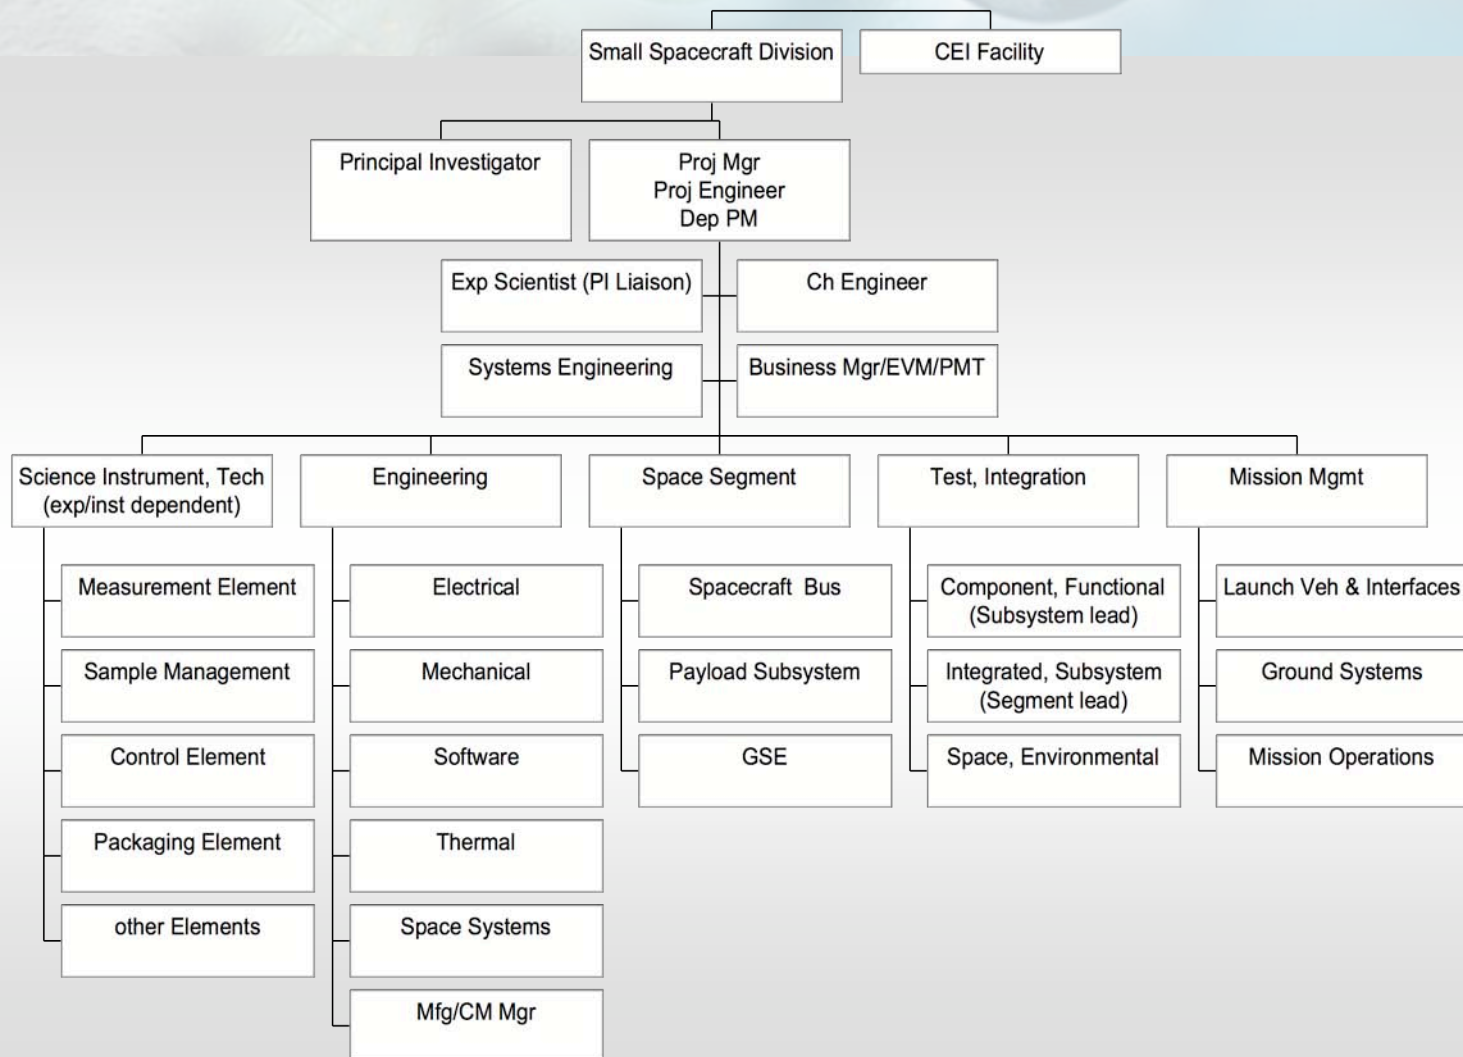 Small Spacecraft Division
CEI Facility
Principal Investigator
Proj Mgr
Proj Engineer
Dep PM
Exp Scientist (PI Liaison)
Ch Engineer
Systems Engineering
Business Mgr/EVM/PMT
Science Instrument, Tech
(exp/inst dependent)
Engineering
Space Segment
Test, Integration
Mission Mgmt
Measurement Element
Sample Management
Control Element
Packaging Element
other Elements
Electrical
Mechanical
Software
Thermal
Space Systems
Mfg/CM Mgr
Spacecraft Bus
Payload Subsystem
GSE
Component, Functional
(Subsystem lead)
Integrated, Subsystem
(Segment lead)
Space, Environmental
Launch Veh & Interfaces
Ground Systems
Mission Operations